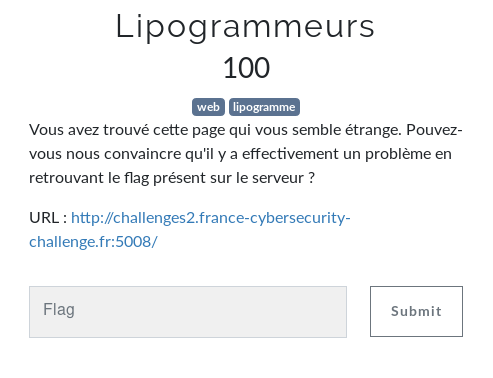 Lipogrammeurs
100
web lipogramme
Vous avez trouvé cette page qui vous semble étrange. Pouvez-
vous nous convaincre qu'il y a effectivement un problème en
retrouvant le flag présent sur le serveur ?
URL : http://challenges2.france-cybersecurity-
challenge.fr:5008/
Flag Submit